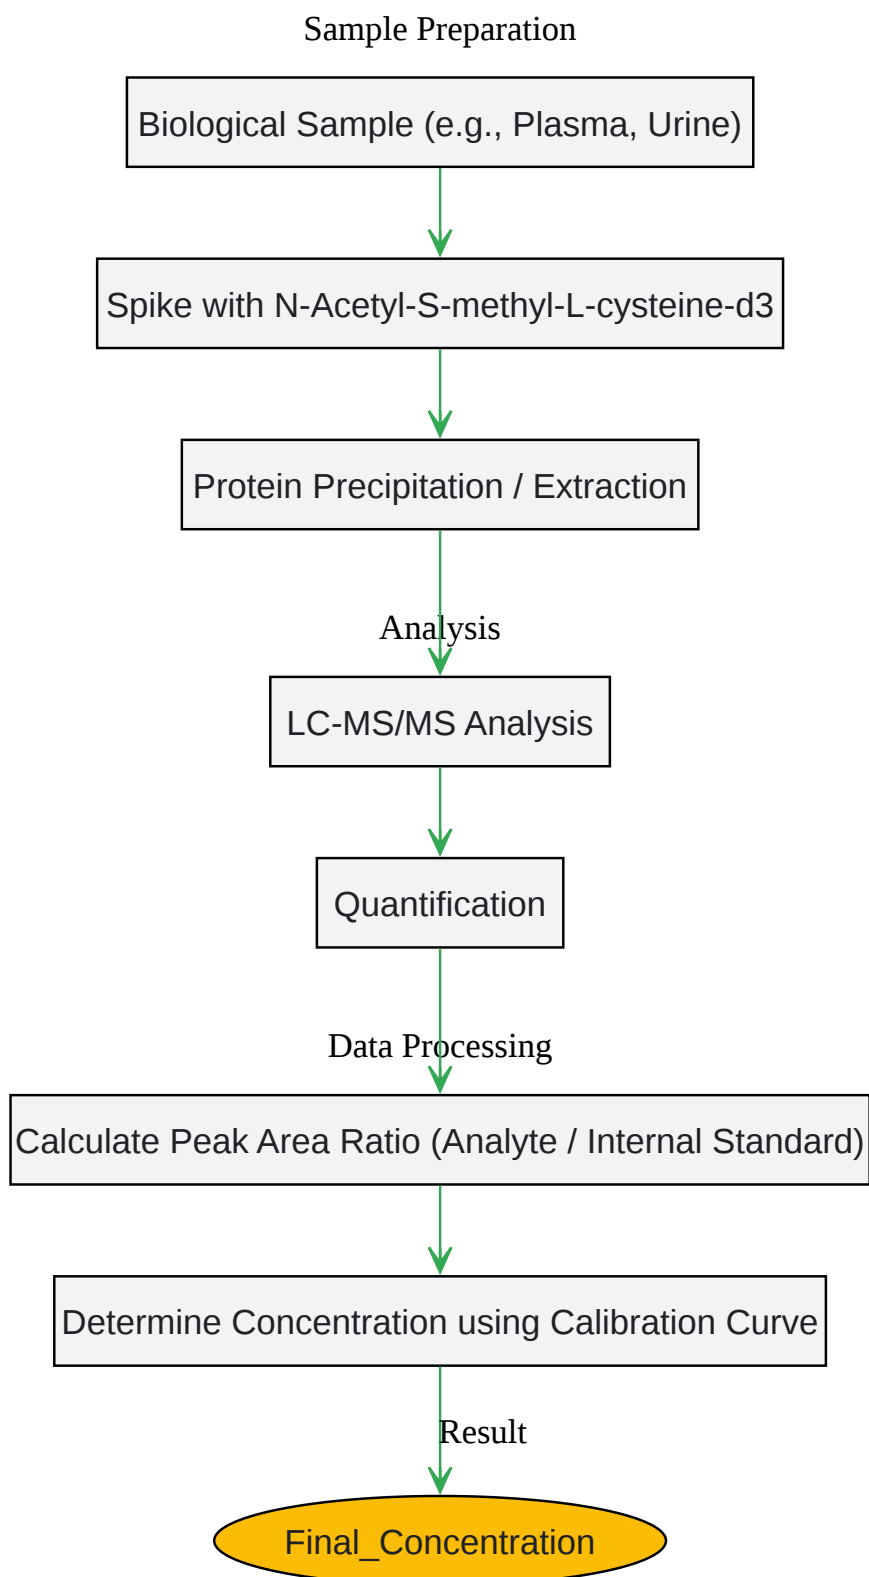 Sample Preparation
Biological Sample (e.g., Plasma, Urine)
Spike with N-Acetyl-S-methyl-L-cysteine-d3
Protein Precipitation / Extraction
Analysis
LC-MS/MS Analysis
Quantification
Data Processing
Calculate Peak Area Ratio (Analyte / Internal Standard)
Determine Concentration using Calibration Curve
Result
Final_Concentration